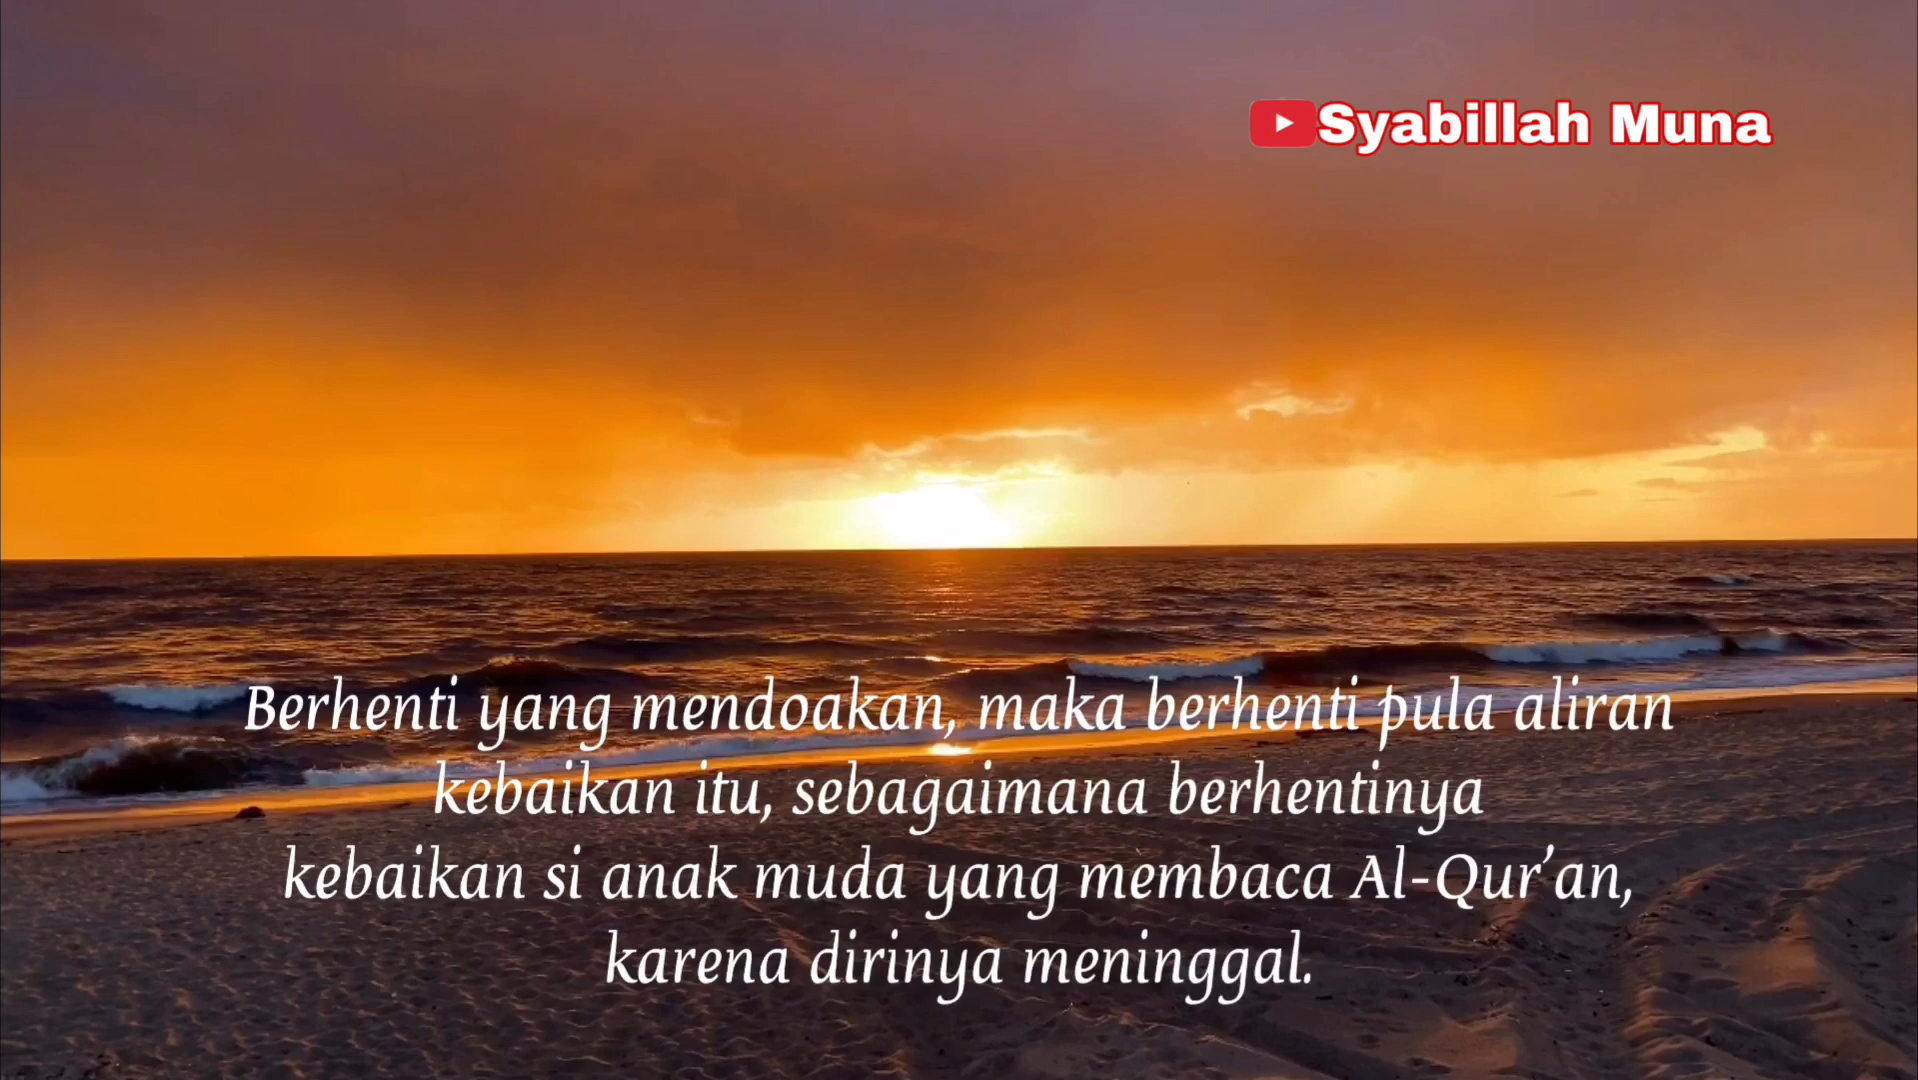 Syabillah Muna
Berhenti yang mendoakan, maka berhenti pula aliran
kebaikan itu, sebagaimana berhentinya
kebaikan si anak muda yang membaca Al-Qur’an,
karena dirinya meninggal.